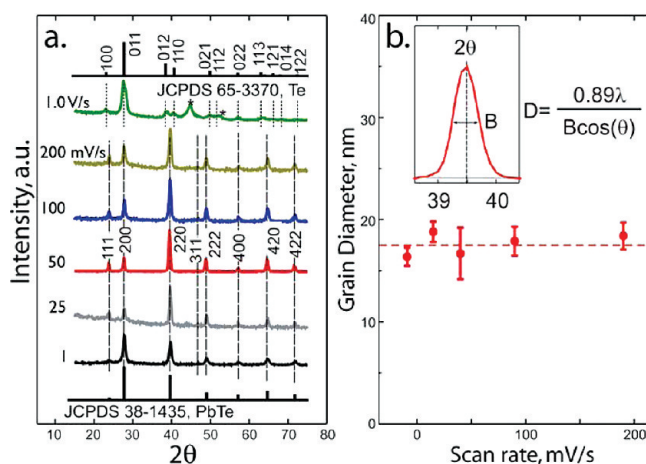 a.
100
011
012
110
021
112
022
113
121
014
122
JCPDS 65-3370, Te
1.0 V/s
*
*
200 mV/s
100
50
25
1
111
200
220
311
222
400
420
422
JCPDS 38-1435, PbTe
10 20 30 40 50 60 70 80
2θ
Intensity, a.u.
b.
2θ
B
39 40
D= 0.89λ
Bcos(θ)
40
30
20
10
0
0 100 200
Scan rate, mV/s
Grain Diameter, nm